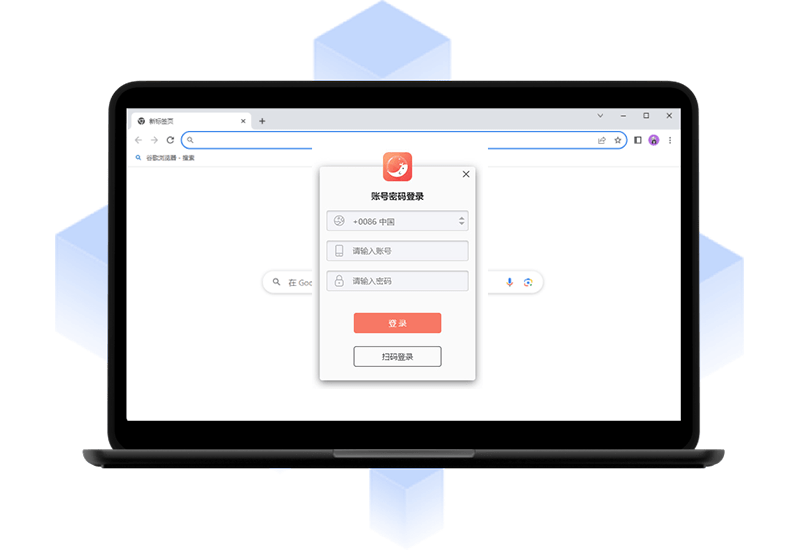 新标签页
谷歌浏览器 - 搜索
账号密码登录
+0086 中国
请输入账号
在 Goo
请输入密码
登 录
扫码登录